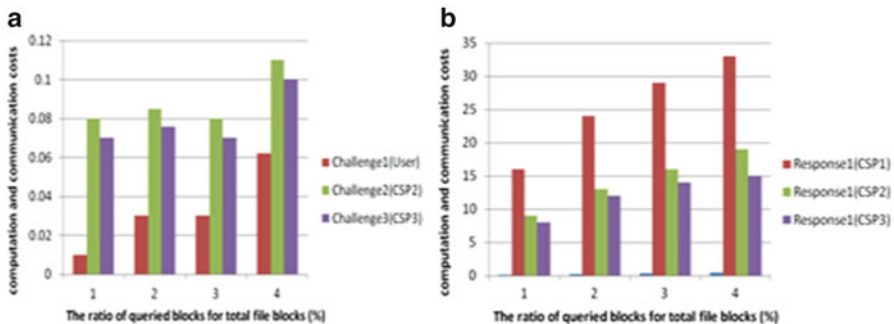 a
computation and communication costs
0.12
0.1
0.08
0.06
0.04
0.02
0
1 2 3 4
The ratio of queried blocks for total file blocks (%)
Challenge1(User)
Challenge2(CSP2)
Challenge3(CSP3)
b
computation and communication costs
35
30
25
20
15
10
5
0
1 2 3 4
The ratio of queried blocks for total file blocks (%)
Response1(CSP1)
Response1(CSP2)
Response1(CSP3)